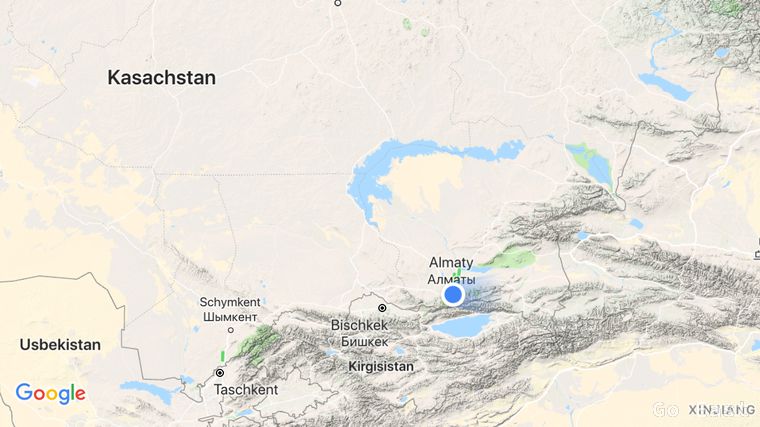 Kasachstan
Almaty
Алматы
Schymkent
Шымкент
Bischkek
Бишкек
Usbekistan
Kirgisistan
Taschkent
Google
XINJIANG